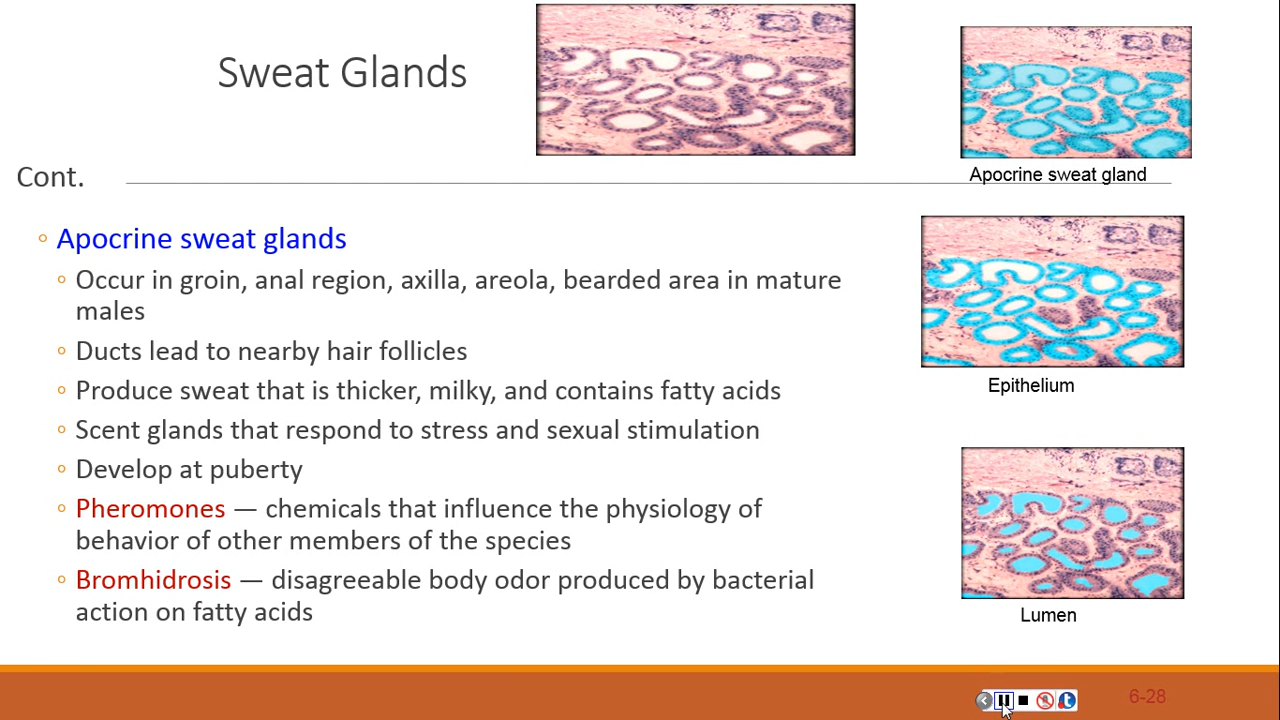 Sweat Glands
Apocrine sweat gland
Cont.
◦ Apocrine sweat glands
◦ Occur in groin, anal region, axilla, areola, bearded area in mature
males
◦ Ducts lead to nearby hair follicles
◦ Produce sweat that is thicker, milky, and contains fatty acids
◦ Scent glands that respond to stress and sexual stimulation
◦ Develop at puberty
◦ Pheromones — chemicals that influence the physiology of
behavior of other members of the species
◦ Bromhidrosis — disagreeable body odor produced by bacterial
action on fatty acids
Epithelium
Lumen
6-28